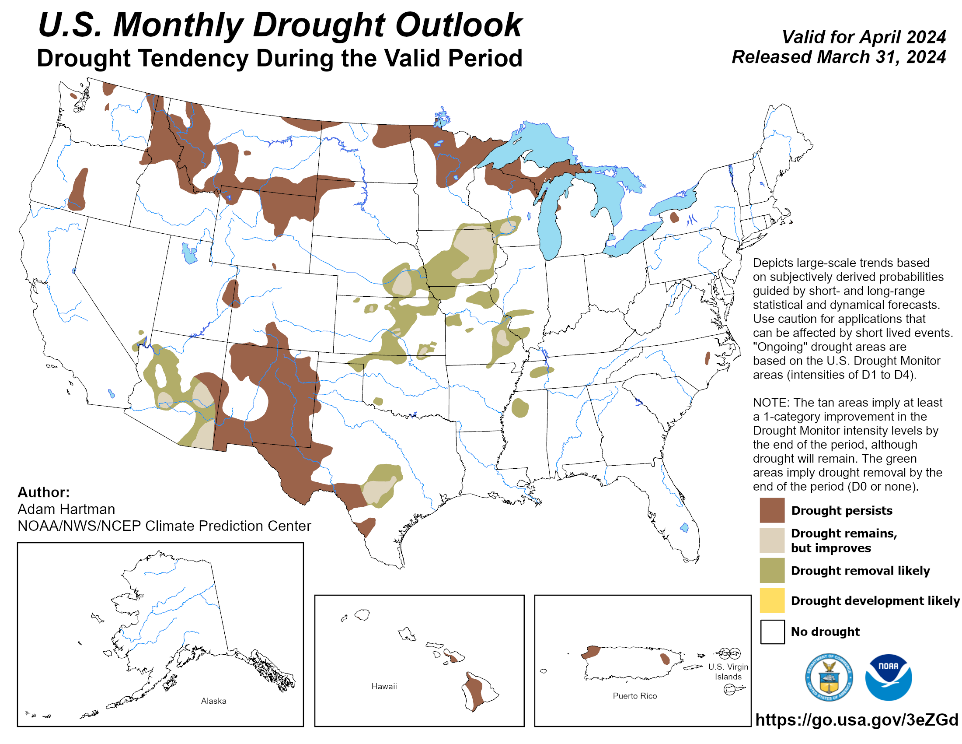 U.S. Monthly Drought Outlook
Drought Tendency During the Valid Period
Valid for April 2024
Released March 31, 2024
Depicts large-scale trends based
on subjectively derived probabilities
guided by short- and long-range
statistical and dynamical forecasts.
Use caution for applications that
can be affected by short lived events.
"Ongoing" drought areas are
based on the U.S. Drought Monitor
areas (intensities of D1 to D4).
NOTE: The tan areas imply at least
a 1-category improvement in the
Drought Monitor intensity levels by
the end of the period, although
drought will remain. The green
areas imply drought removal by the
end of the period (D0 or none).
Author:
Adam Hartman
NOAA/NWS/NCEP Climate Prediction Center
Drought persists
Drought remains,
but improves
Drought removal likely
Drought development likely
No drought
Alaska
Hawaii
Puerto Rico
U.S. Virgin
Islands
NOAA
https://go.usa.gov/3eZGd